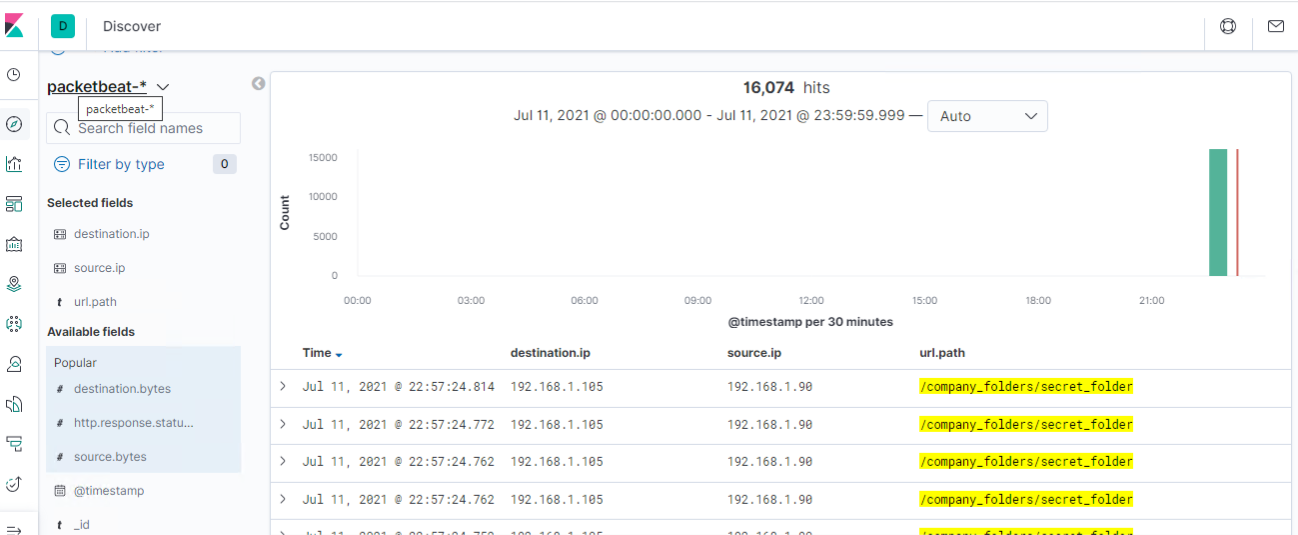 D Discover
packetbeat-*
packetbeat-*
Search field names
Filter by type 0
Selected fields
destination.ip
source.ip
t url.path
Available fields
Popular
# destination.bytes
# http.response.statu...
# source.bytes
@timestamp
t _id
16,074 hits
Jul 11, 2021 @ 00:00:00.000 - Jul 11, 2021 @ 23:59:59.999 — Auto
Count
15000
10000
5000
0
00:00 03:00 06:00 09:00 12:00 15:00 18:00 21:00
@timestamp per 30 minutes
Time destination.ip source.ip url.path
Jul 11, 2021 @ 22:57:24.814 192.168.1.105 192.168.1.90 /company_folders/secret_folder
Jul 11, 2021 @ 22:57:24.772 192.168.1.105 192.168.1.90 /company_folders/secret_folder
Jul 11, 2021 @ 22:57:24.762 192.168.1.105 192.168.1.90 /company_folders/secret_folder
Jul 11, 2021 @ 22:57:24.762 192.168.1.105 192.168.1.90 /company_folders/secret_folder